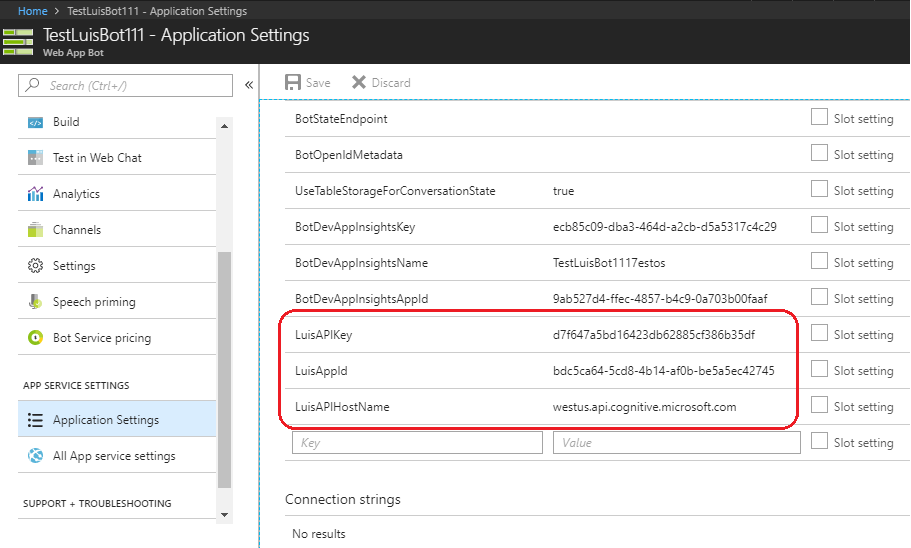 Home > TestLuisBot111 - Application Settings
TestLuisBot111 - Application Settings
Web App Bot
Search (Ctrl+/)
«
Build
Test in Web Chat
Analytics
Channels
Settings
Speech priming
Bot Service pricing
APP SERVICE SETTINGS
Application Settings
All App service settings
SUPPORT + TROUBLESHOOTING
Save Discard
BotStateEndpoint Slot setting
BotOpenIdMetadata Slot setting
UseTableStorageForConversationState true Slot setting
BotDevAppInsightsKey ecb85c09-dba3-464d-a2cb-d5a5317c4c29 Slot setting
BotDevAppInsightsName TestLuisBot1117estos Slot setting
BotDevAppInsightsAppId 9ab527d4-ffec-4857-b4c9-0a703b00faaf Slot setting
LuisAPIKey d7f647a5bd16423db62885cf386b35df Slot setting
LuisAppId bdc5ca64-5cd8-4b14-af0b-be5a5ec42745 Slot setting
LuisAPIHostName westus.api.cognitive.microsoft.com Slot setting
Key Value Slot setting
Connection strings
No results